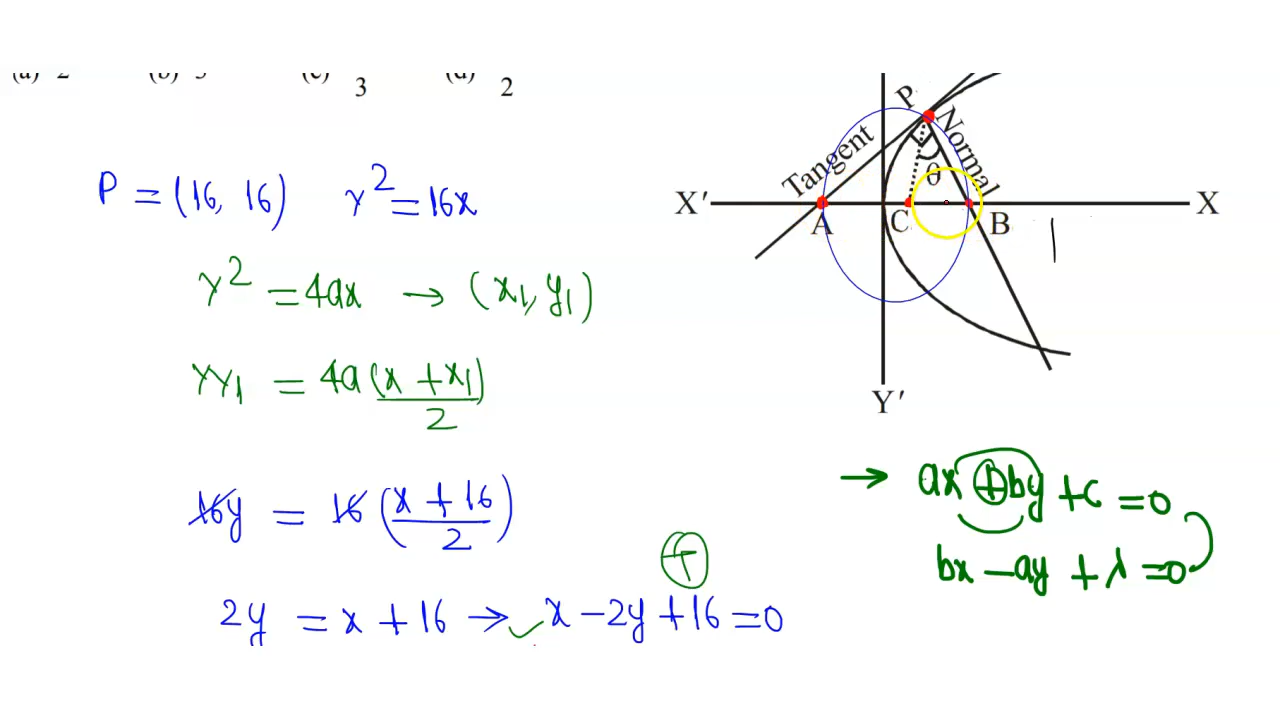 (a) 2 (b) 3 (c) 3 (d) 2
P = (16, 16) y² = 16x
y² = 4ax → (x₁, y₁)
yy₁ = 4a (x + x₁)/2
16y = 16 (x + 16)/2
2y = x + 16 → ✓ x - 2y + 16 = 0
T
P
Tangent
Normal
θ
X' A C B X
Y'
→ ax + by + c = 0
bx - ay + λ = 0